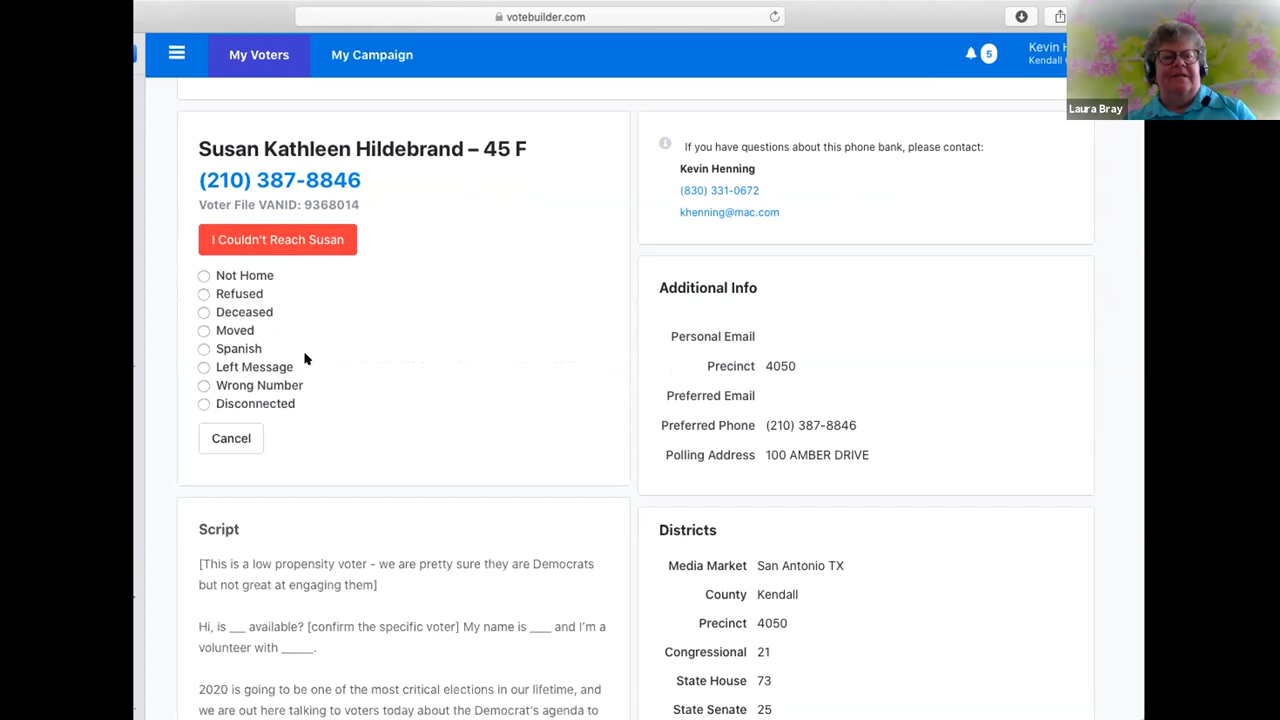 votebuilder.com
My Voters
My Campaign
5
Kevin H
Kendall
Laura Bray
Susan Kathleen Hildebrand – 45 F
(210) 387-8846
Voter File VANID: 9368014
I Couldn't Reach Susan
Not Home
Refused
Deceased
Moved
Spanish
Left Message
Wrong Number
Disconnected
Cancel
If you have questions about this phone bank, please contact:
Kevin Henning
(830) 331-0672
khenning@mac.com
Additional Info
Personal Email
Precinct 4050
Preferred Email
Preferred Phone (210) 387-8846
Polling Address 100 AMBER DRIVE
Script
[This is a low propensity voter - we are pretty sure they are Democrats
but not great at engaging them]
Hi, is ___ available? [confirm the specific voter] My name is ____ and I'm a
volunteer with ______.
2020 is going to be one of the most critical elections in our lifetime, and
we are out here talking to voters today about the Democrat's agenda to
Districts
Media Market San Antonio TX
County Kendall
Precinct 4050
Congressional 21
State House 73
State Senate 25